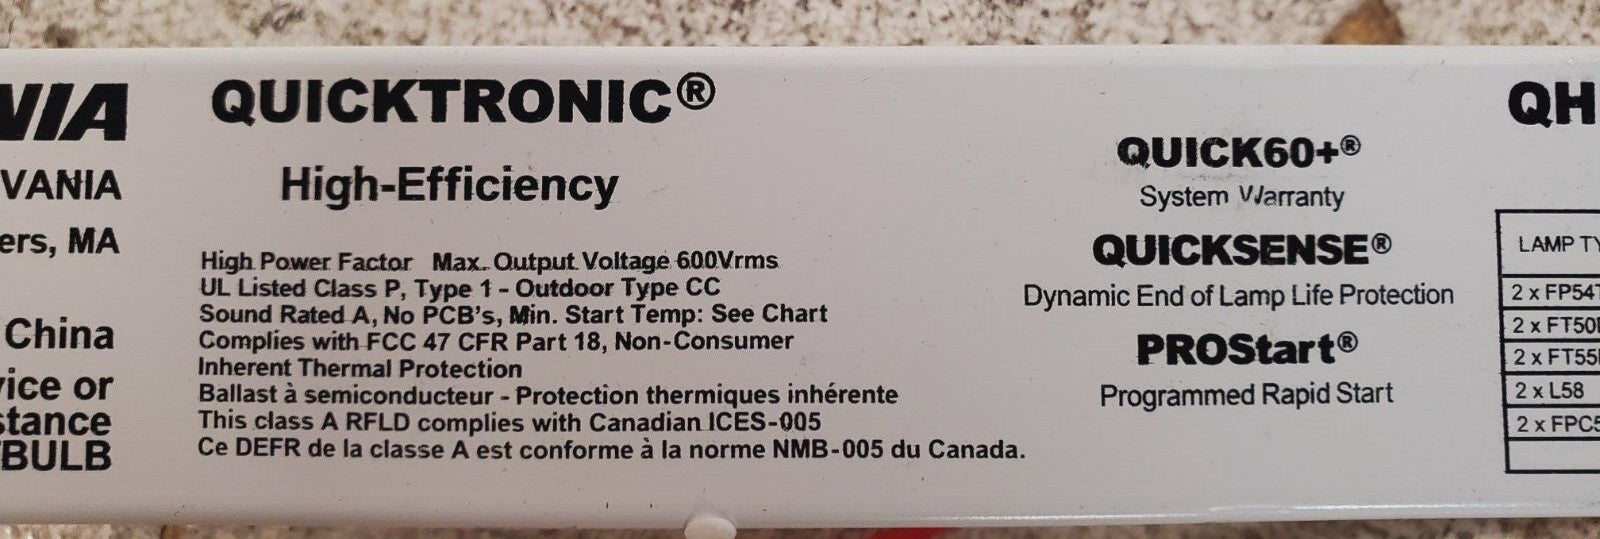 VIA
VANIA
ers, MA
China
vice or
stance
BULB
QUICKTRONIC®
High-Efficiency
High Power Factor Max. Output Voltage 600Vrms
UL Listed Class P, Type 1 - Outdoor Type CC
Sound Rated A, No PCB's, Min. Start Temp: See Chart
Complies with FCC 47 CFR Part 18, Non-Consumer
Inherent Thermal Protection
Ballast à semiconducteur - Protection thermiques inhérente
This class A RFLD complies with Canadian ICES-005
Ce DEFR de la classe A est conforme à la norme NMB-005 du Canada.
QUICK60+®
System Warranty
QUICKSENSE®
Dynamic End of Lamp Life Protection
PROStart®
Programmed Rapid Start
QH
LAMP TY
2 x FP54T
2 x FT50
2 x FT55
2 x L58
2 x FPC5